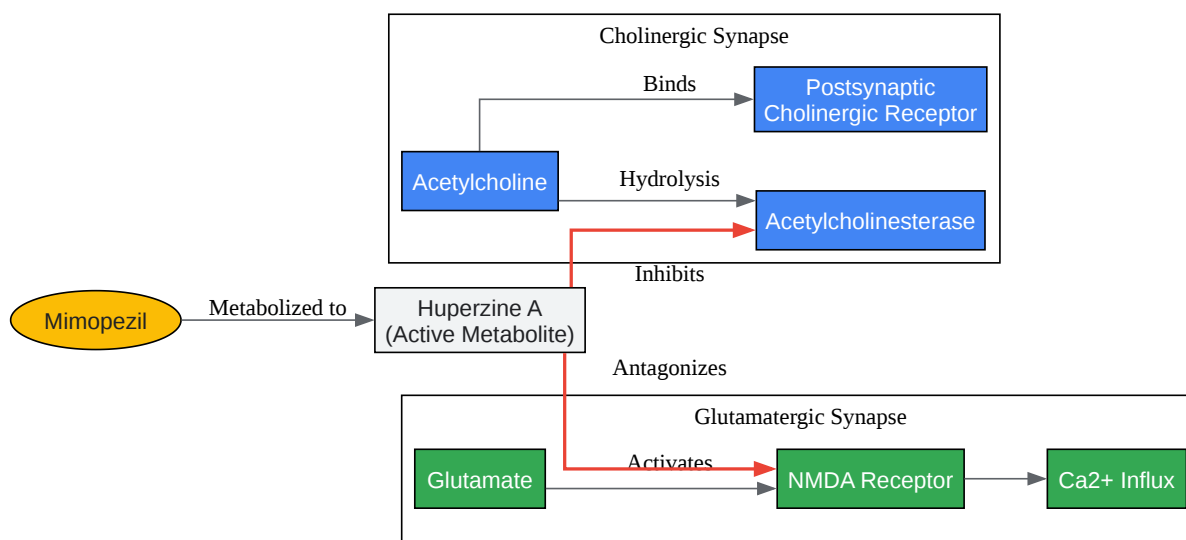 Cholinergic Synapse
Binds
Postsynaptic
Cholinergic Receptor
Acetylcholine
Hydrolysis
Acetylcholinesterase
Inhibits
Mimopezil
Metabolized to
Huperzine A
(Active Metabolite)
Antagonizes
Glutamatergic Synapse
Glutamate
Activates
NMDA Receptor
Ca2+ Influx